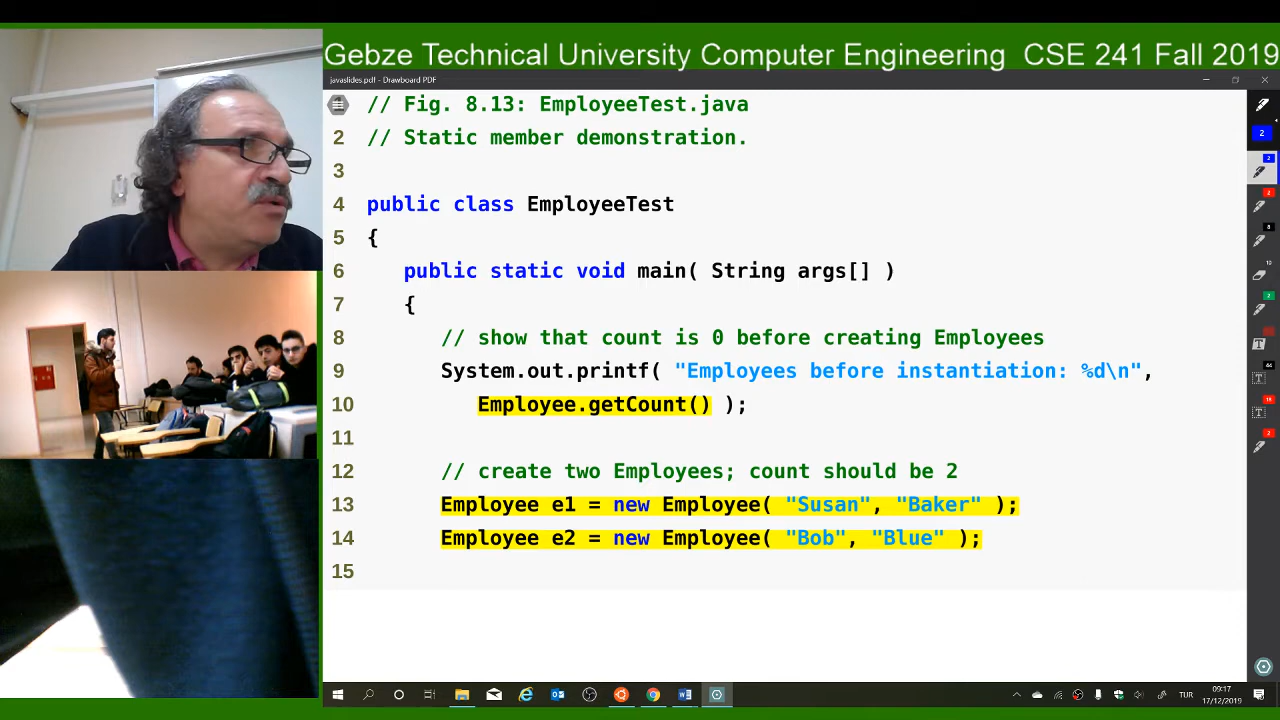 Gebze Technical University Computer Engineering  CSE 241 Fall 2019
javaslides.pdf - Drawboard PDF
// Fig. 8.13: EmployeeTest.java
2 // Static member demonstration.
3
4 public class EmployeeTest
5 {
6 public static void main( String args[] )
7 {
8 // show that count is 0 before creating Employees
9 System.out.printf( "Employees before instantiation: %d\n",
10 Employee.getCount() );
11
12 // create two Employees; count should be 2
13 Employee e1 = new Employee( "Susan", "Baker" );
14 Employee e2 = new Employee( "Bob", "Blue" );
15
TUR
09:17
17/12/2019